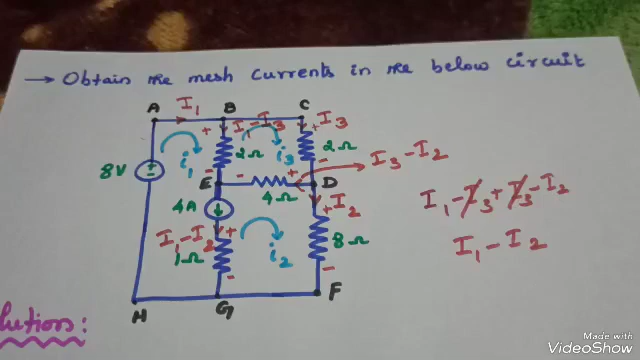 → Obtain the mesh currents in the below circuit
A I₁ B C
I₁-I₃ I₃
8V i₁ 2Ω i₃ 2Ω I₃-I₂
E 4Ω D
4A I₂
I₁-I₂ i₂ 8Ω
1Ω
H G F
I₁-I₃+I₃-I₂
I₁-I₂
lutions:
Made with
VideoShow